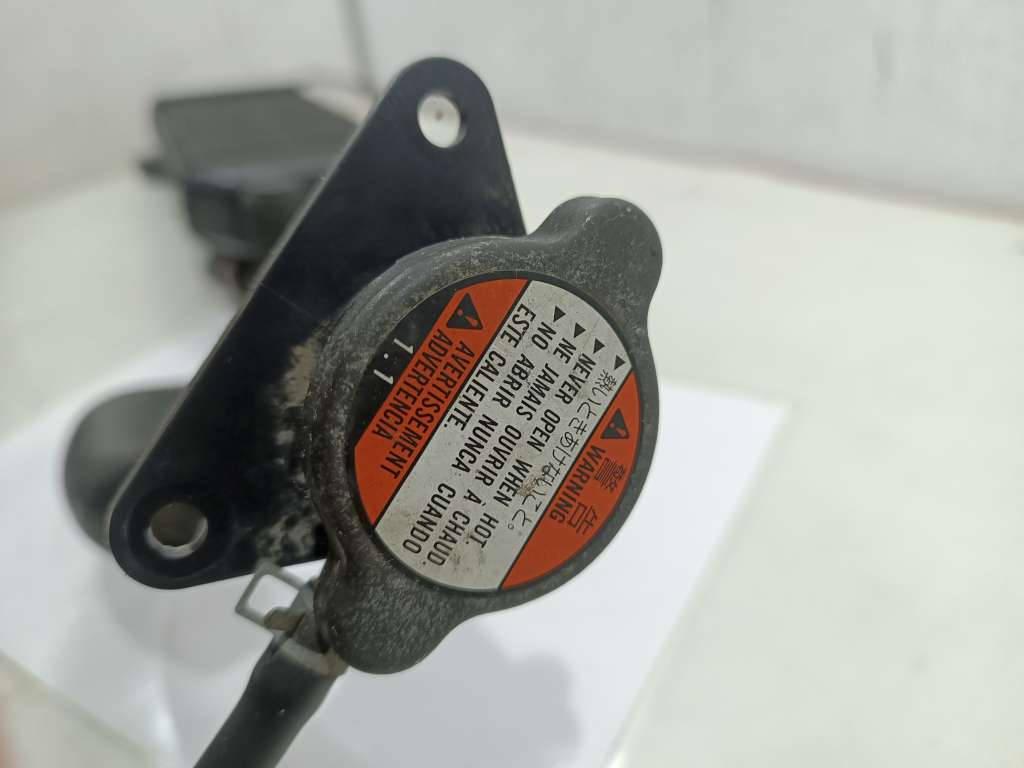 警告
⚠ WARNING
▶ 熱いときあけないこと。
▶ NEVER OPEN WHEN HOT.
▶ NE JAMAIS OUVRIR À CHAUD.
▶ NO ABRIR NUNCA CUANDO
ESTE CALIENTE.
⚠ AVERTISSEMENT
ADVERTENCIA
1.1